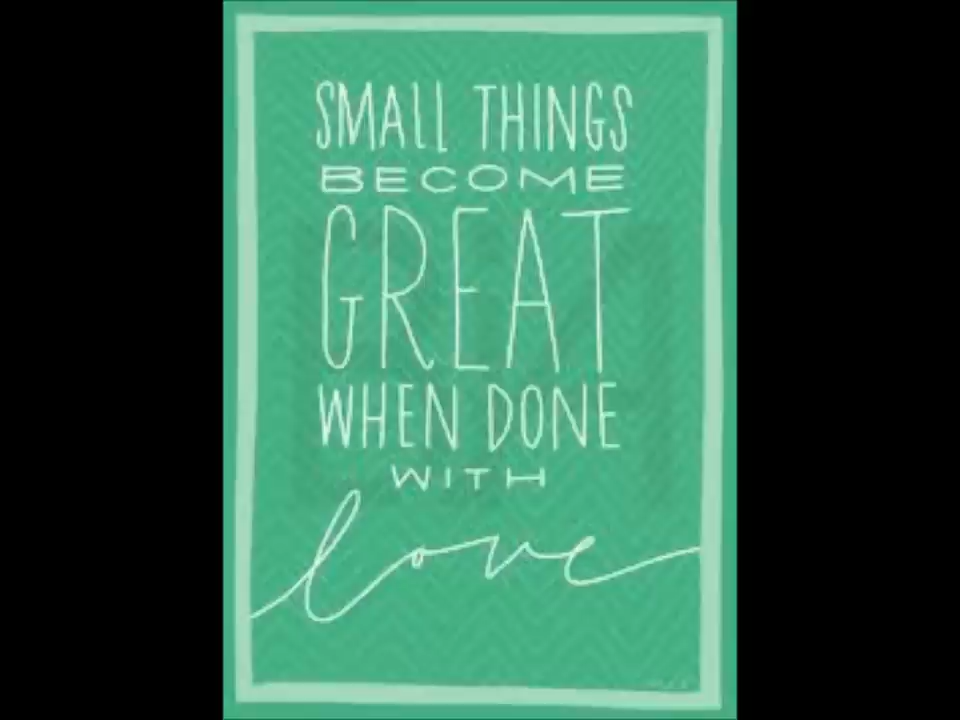 SMALL THINGS
BECOME
GREAT
WHEN DONE
WITH
love